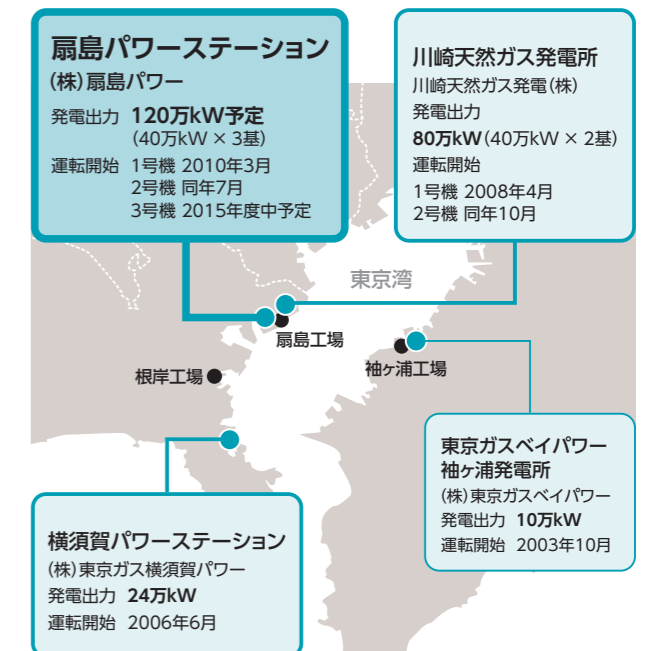 扇島パワーステーション
(株)扇島パワー
発電出力 120万kW予定
(40万kW × 3基)
運転開始 1号機 2010年3月
2号機 同年7月
3号機 2015年度中予定
川崎天然ガス発電所
川崎天然ガス発電(株)
発電出力
80万kW(40万kW × 2基)
運転開始
1号機 2008年4月
2号機 同年10月
東京湾
扇島工場
袖ヶ浦工場
根岸工場
東京ガスベイパワー
袖ヶ浦発電所
(株)東京ガスベイパワー
発電出力 10万kW
運転開始 2003年10月
横須賀パワーステーション
(株)東京ガス横須賀パワー
発電出力 24万kW
運転開始 2006年6月